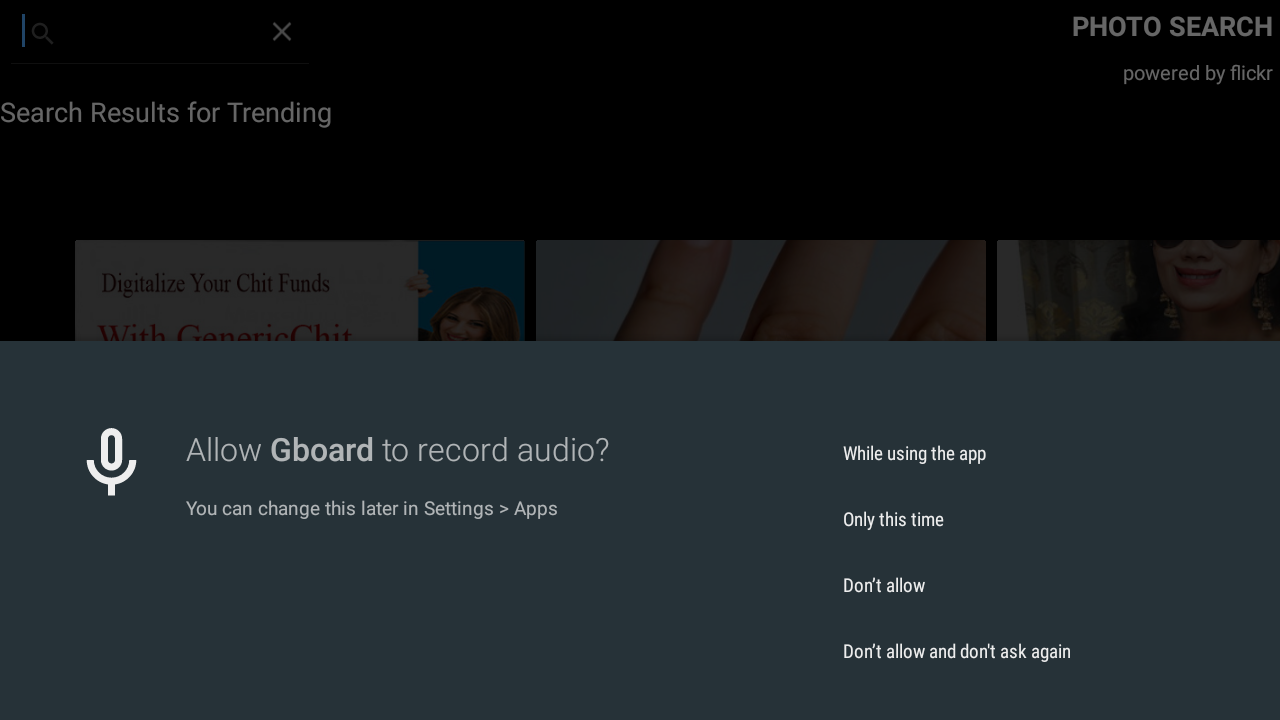 PHOTO SEARCH
powered by flickr
Search Results for Trending
Digitalize Your Chit Funds
With GenericChit
Allow Gboard to record audio?
You can change this later in Settings > Apps
While using the app
Only this time
Don’t allow
Don’t allow and don't ask again